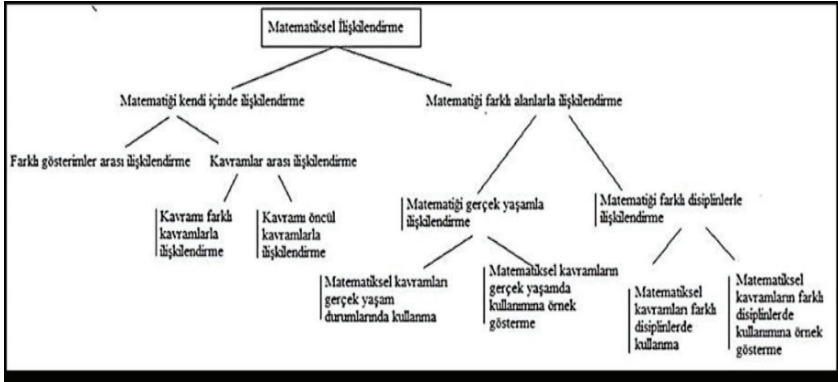 Matematiksel İlişkilendirme
Matematiği kendi içinde ilişkilendirme
Matematiği farklı alanlarla ilişkilendirme
Farklı gösterimler arası ilişkilendirme
Kavramlar arası ilişkilendirme
Kavramı farklı
kavramlarla
ilişkilendirme
Kavramı öncül
kavramlarla
ilişkilendirme
Matematiği gerçek yaşamla
ilişkilendirme
Matematiği farklı disiplinlerle
ilişkilendirme
Matematiksel kavramları
gerçek yaşam
durumlarında kullanma
Matematiksel kavramların
gerçek yaşamda
kullanımına örnek
gösterme
Matematiksel
kavramları farklı
disiplinlerde
kullanma
Matematiksel
kavramların farklı
disiplinlerde
kullanımına örnek
gösterme